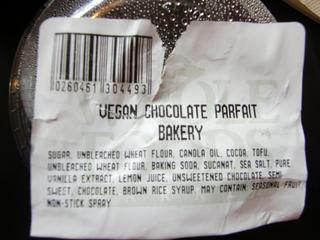 0260461 304493
WHOLE
FOODS
VEGAN CHOCOLATE PARFAIT
BAKERY
SUGAR, UNBLEACHED WHEAT FLOUR, CANOLA OIL, COCOA, TOFU,
UNBLEACHED WHEAT FLOUR, BAKING SODA, SUCANAT, SEA SALT, PURE
VANILLA EXTRACT, LEMON JUICE, UNSWEETENED CHOCOLATE, SEMI
SWEET, CHOCOLATE, BROWN RICE SYRUP, MAY CONTAIN: SEASONAL FRUIT
NON-STICK SPRAY